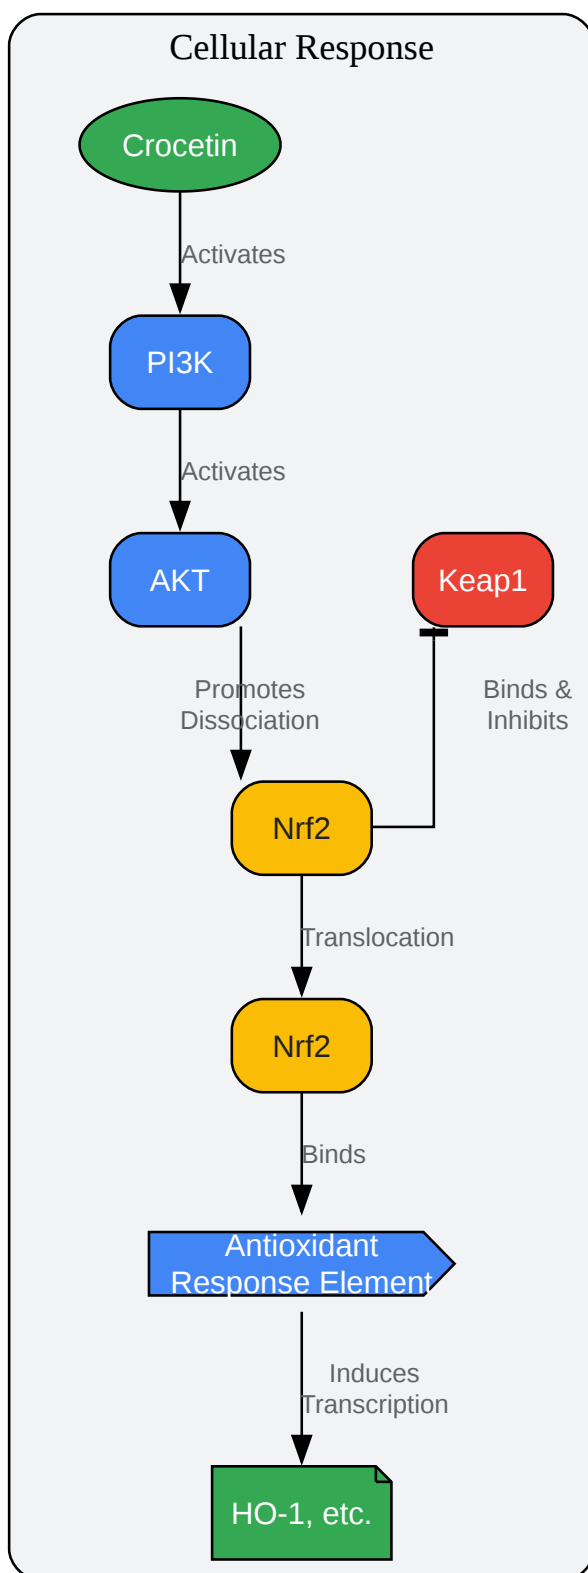 Cellular Response
Crocetin
Activates
PI3K
Activates
AKT
Keap1
Promotes
Dissociation
Binds &
Inhibits
Nrf2
Translocation
Nrf2
Binds
Antioxidant
Response Element
Induces
Transcription
HO-1, etc.